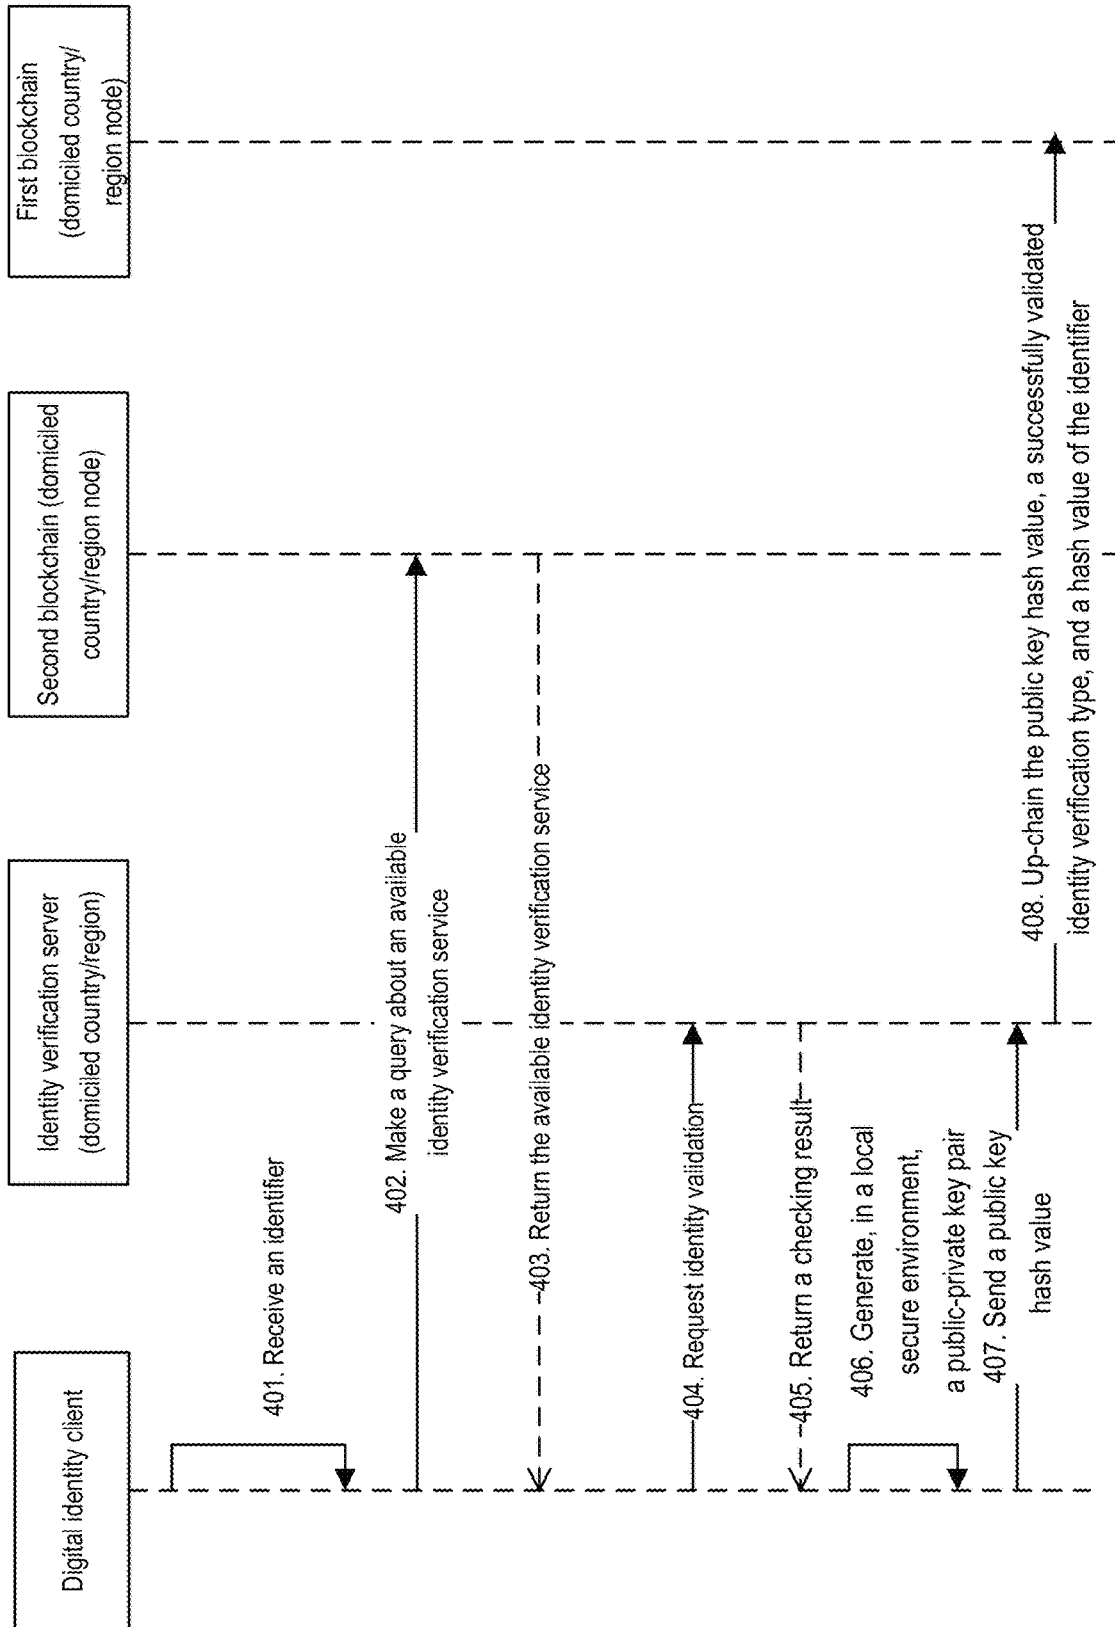 Digital identity client
Identity verification server
(domiciled country/region)
Second blockchain (domiciled
country/region node)
First blockchain
(domiciled country/
region node)
401. Receive an identifier
402. Make a query about an available
identity verification service
403. Return the available identity verification service
404. Request identity validation
405. Return a checking result
406. Generate, in a local
secure environment,
a public-private key pair
407. Send a public key
hash value
408. Up-chain the public key hash value, a successfully validated
identity verification type, and a hash value of the identifier